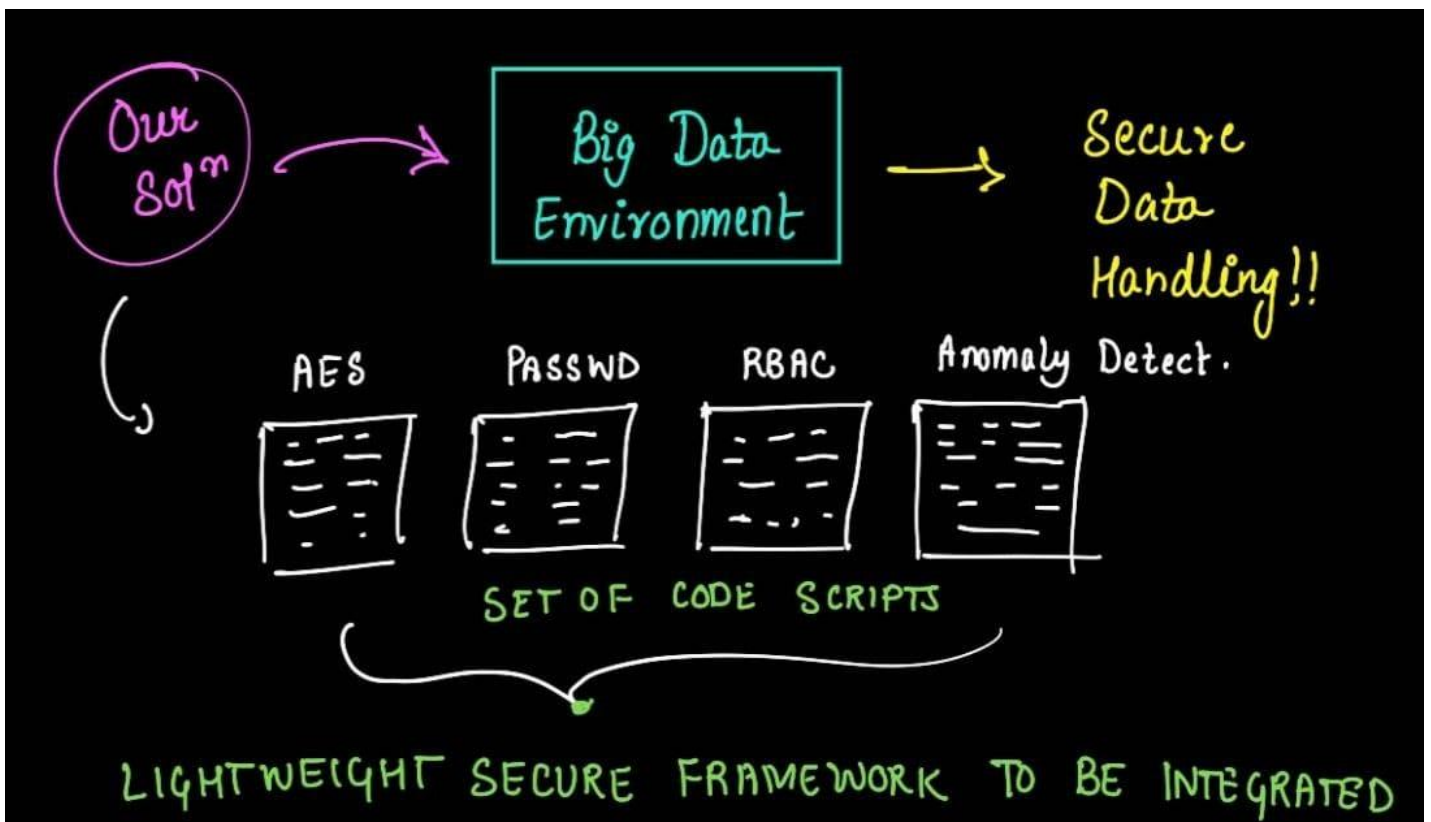 Our
Solⁿ
Big Data
Environment
Secure
Data
Handling!!
AES
PASSWD
RBAC
Anomaly Detect.
SET OF CODE SCRIPTS
LIGHTWEIGHT SECURE FRAMEWORK TO BE INTEGRATED